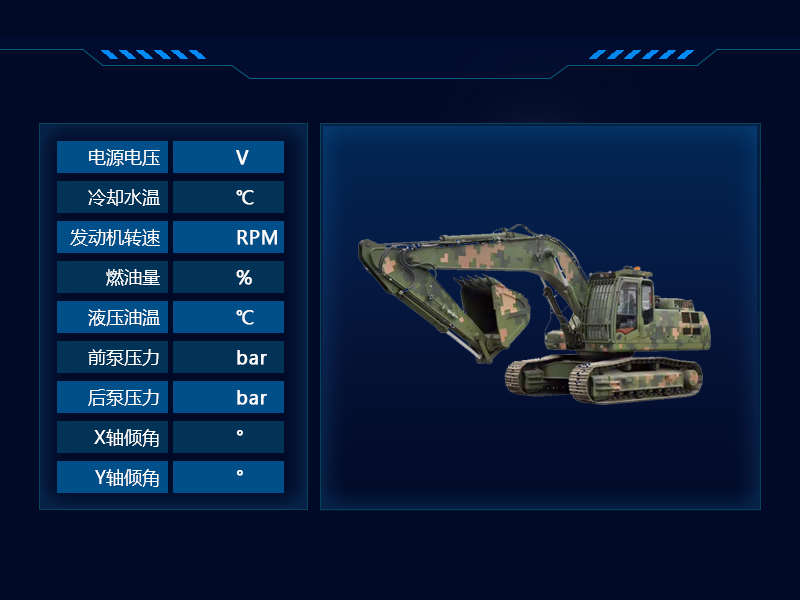 电源电压 V
冷却水温 ℃
发动机转速 RPM
燃油量 %
液压油温 ℃
前泵压力 bar
后泵压力 bar
X轴倾角 °
Y轴倾角 °